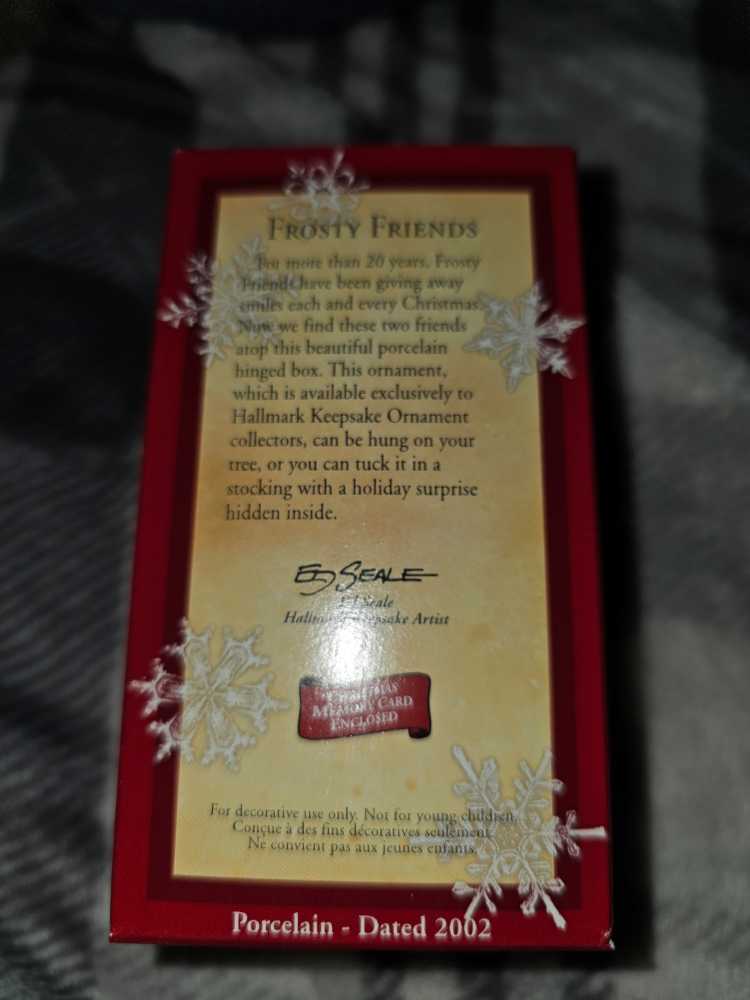 FROSTY FRIENDS
For more than 20 years, Frosty
Friends have been giving away
smiles each and every Christmas.
Now we find these two friends
atop this beautiful porcelain
hinged box. This ornament,
which is available exclusively to
Hallmark Keepsake Ornament
collectors, can be hung on your
tree, or you can tuck it in a
stocking with a holiday surprise
hidden inside.
ED SEALE
Ed Seale
Hallmark Keepsake Artist
CHRISTMAS
MEMORY CARD
ENCLOSED
For decorative use only. Not for young children.
Conçue à des fins décoratives seulement.
Ne convient pas aux jeunes enfants.
Porcelain - Dated 2002